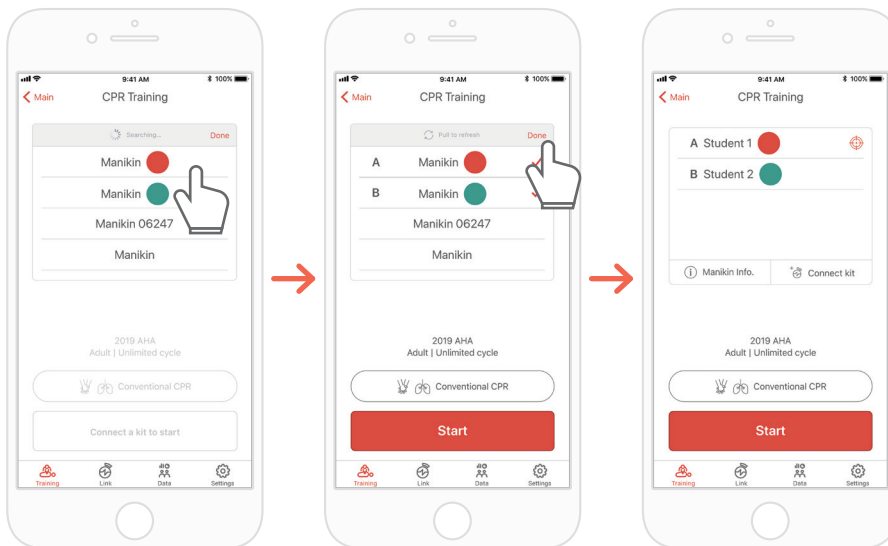 9:41 AM
100%
Main
CPR Training
Searching...
Done
Manikin
Manikin
Manikin 06247
Manikin
2019 AHA
Adult | Unlimited cycle
Conventional CPR
Connect a kit to start
Training
Link
Data
Settings
9:41 AM
100%
Main
CPR Training
Pull to refresh
Done
A Manikin
B Manikin
Manikin 06247
Manikin
2019 AHA
Adult | Unlimited cycle
Conventional CPR
Start
Training
Link
Data
Settings
9:41 AM
100%
Main
CPR Training
A Student 1
B Student 2
Manikin Info.
Connect kit
2019 AHA
Adult | Unlimited cycle
Conventional CPR
Start
Training
Link
Data
Settings